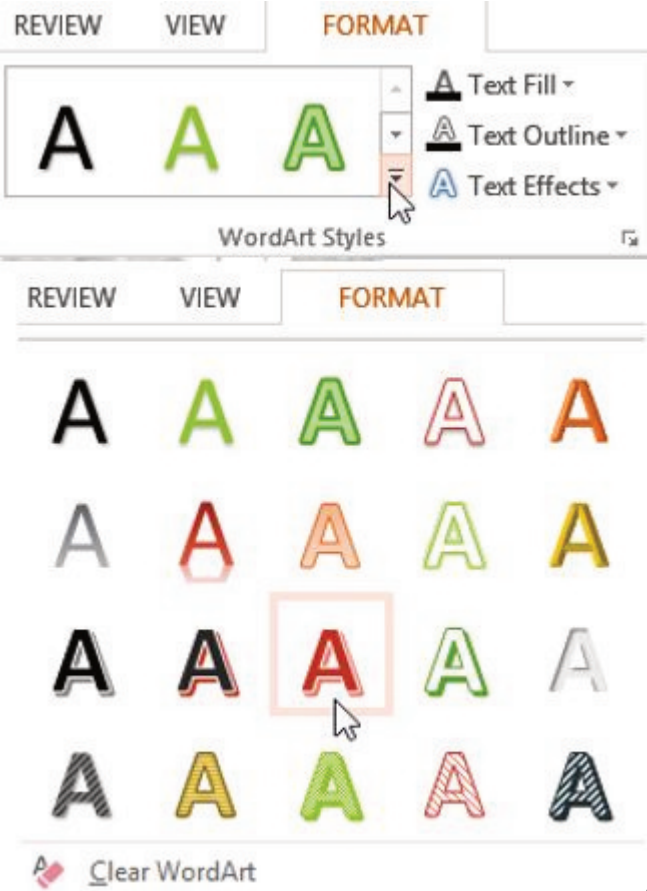 REVIEW VIEW FORMAT
A A A
Text Fill
Text Outline
Text Effects
WordArt Styles
REVIEW VIEW FORMAT
A A A A A
A A A A A
A A A A A
A A A A A
Clear WordArt